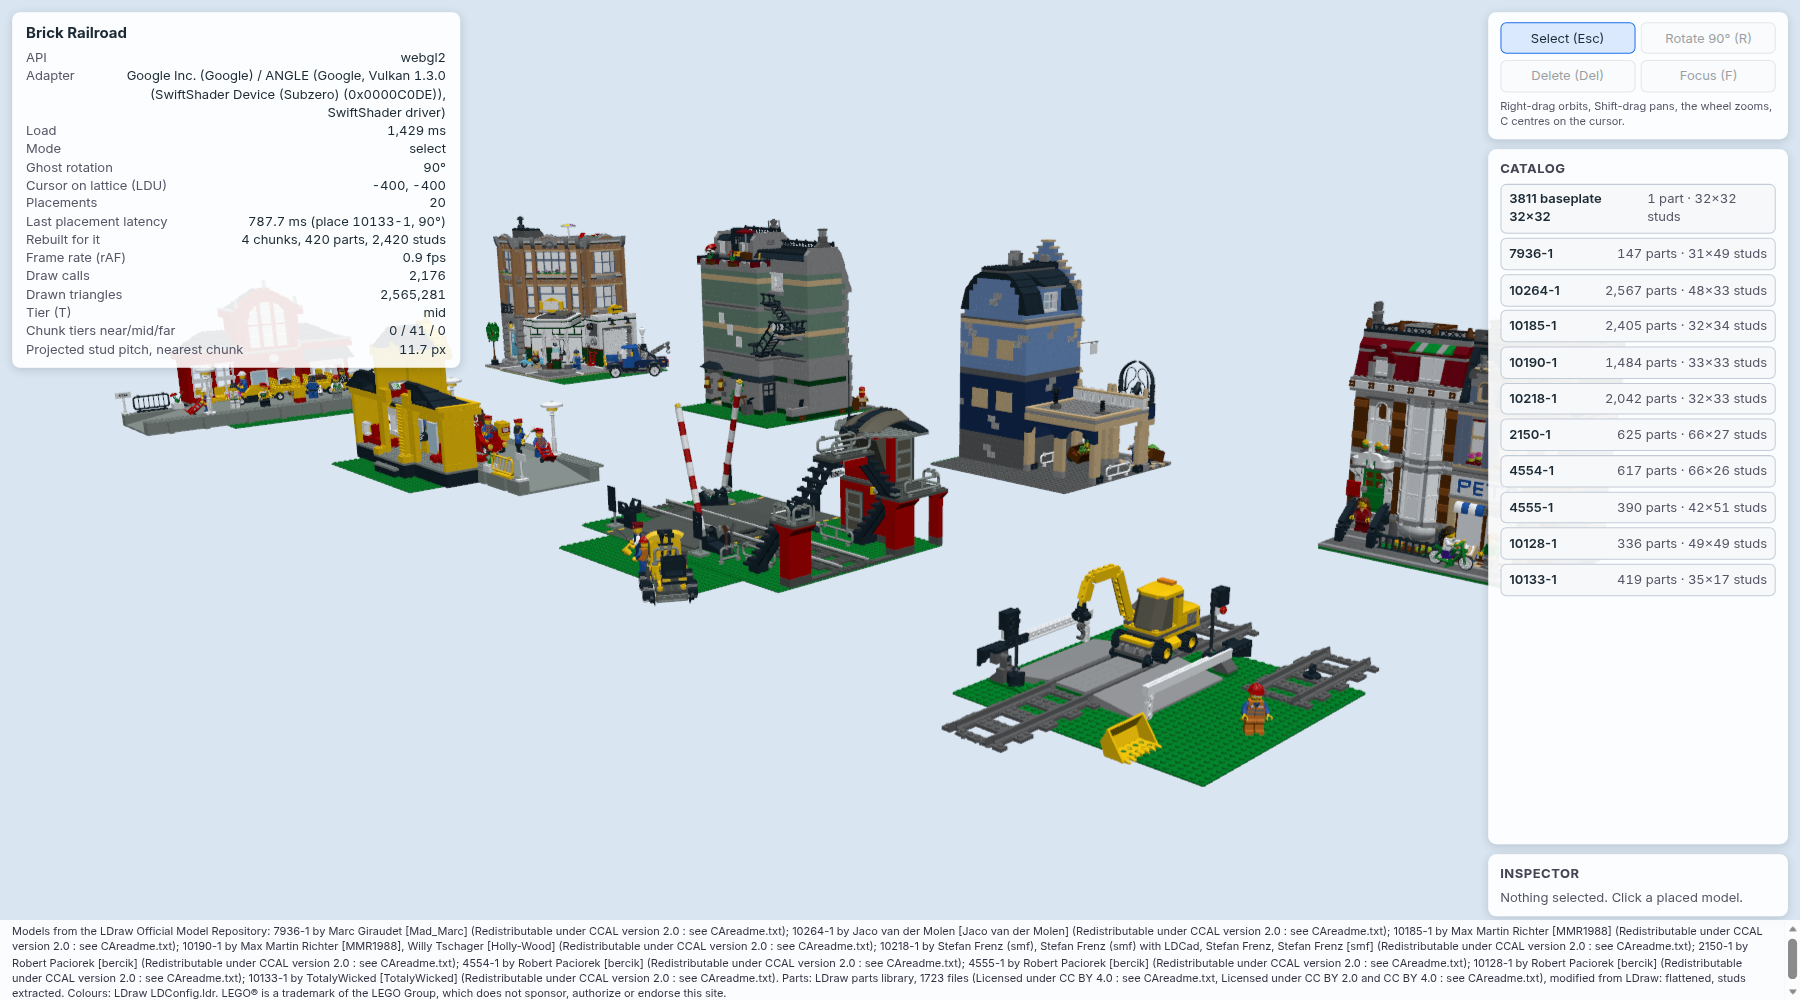 Brick Railroad
API webgl2
Adapter Google Inc. (Google) / ANGLE (Google, Vulkan 1.3.0
(SwiftShader Device (Subzero) (0x0000C0DE)),
SwiftShader driver)
Load 1,429 ms
Mode select
Ghost rotation 90°
Cursor on lattice (LDU) -400, -400
Placements 20
Last placement latency 787.7 ms (place 10133-1, 90°)
Rebuilt for it 4 chunks, 420 parts, 2,420 studs
Frame rate (rAF) 0.9 fps
Draw calls 2,176
Drawn triangles 2,565,281
Tier (T) mid
Chunk tiers near/mid/far 0 / 41 / 0
Projected stud pitch, nearest chunk 11.7 px
Select (Esc) Rotate 90° (R)
Delete (Del) Focus (F)
Right-drag orbits, Shift-drag pans, the wheel zooms,
C centres on the cursor.
CATALOG
3811 baseplate 1 part · 32×32
32×32 studs
7936-1 147 parts · 31×49 studs
10264-1 2,567 parts · 48×33 studs
10185-1 2,405 parts · 32×34 studs
10190-1 1,484 parts · 33×33 studs
10218-1 2,042 parts · 32×33 studs
2150-1 625 parts · 66×27 studs
4554-1 617 parts · 66×26 studs
4555-1 390 parts · 42×51 studs
10128-1 336 parts · 49×49 studs
10133-1 419 parts · 35×17 studs
PE
INSPECTOR
Nothing selected. Click a placed model.
Models from the LDraw Official Model Repository: 7936-1 by Marc Giraudet [Mad_Marc] (Redistributable under CCAL version 2.0 : see CAreadme.txt); 10264-1 by Jaco van der Molen [Jaco van der Molen] (Redistributable under CCAL version 2.0 : see CAreadme.txt); 10185-1 by Max Martin Richter [MMR1988] (Redistributable under CCAL
version 2.0 : see CAreadme.txt); 10190-1 by Max Martin Richter [MMR1988], Willy Tschager [Holly-Wood] (Redistributable under CCAL version 2.0 : see CAreadme.txt); 10218-1 by Stefan Frenz (smf), Stefan Frenz (smf) with LDCad, Stefan Frenz, Stefan Frenz [smf] (Redistributable under CCAL version 2.0 : see CAreadme.txt); 2150-1 by
Robert Paciorek [bercik] (Redistributable under CCAL version 2.0 : see CAreadme.txt); 4554-1 by Robert Paciorek [bercik] (Redistributable under CCAL version 2.0 : see CAreadme.txt); 4555-1 by Robert Paciorek [bercik] (Redistributable under CCAL version 2.0 : see CAreadme.txt); 10128-1 by Robert Paciorek [bercik] (Redistributable
under CCAL version 2.0 : see CAreadme.txt); 10133-1 by TotalyWicked [TotalyWicked] (Redistributable under CCAL version 2.0 : see CAreadme.txt). Parts: LDraw parts library, 1723 files (Licensed under CC BY 4.0 : see CAreadme.txt, Licensed under CC BY 2.0 and CC BY 4.0 : see CAreadme.txt), modified from LDraw: flattened, studs
extracted. Colours: LDraw LDConfig.ldr. LEGO® is a trademark of the LEGO Group, which does not sponsor, authorize or endorse this site.